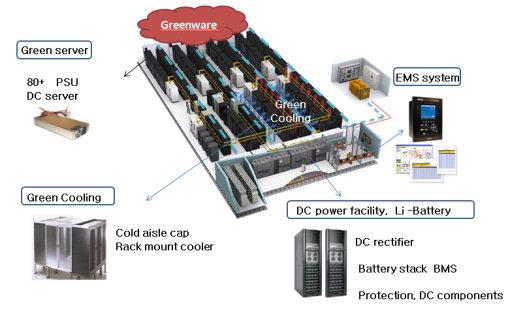 Greenware
Green server
80+ PSU
DC server
EMS system
Green
Cooling
Green Cooling
Cold aisle cap
Rack mount cooler
DC power facility, Li-Battery
DC rectifier
Battery stack BMS
Protection, DC components